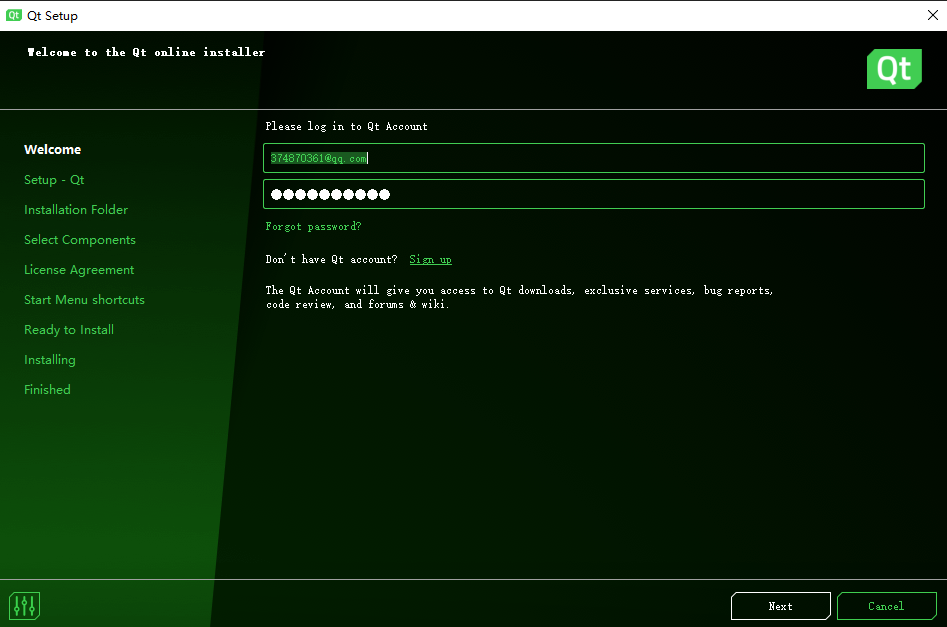 Qt Qt Setup
Welcome to the Qt online installer
Qt
Welcome
Setup - Qt
Installation Folder
Select Components
License Agreement
Start Menu shortcuts
Ready to Install
Installing
Finished
Please log in to Qt Account
374870361@qq.com
Forgot password?
Don't have Qt account? Sign up
The Qt Account will give you access to Qt downloads, exclusive services, bug reports,
code review, and forums & wiki.
Next
Cancel